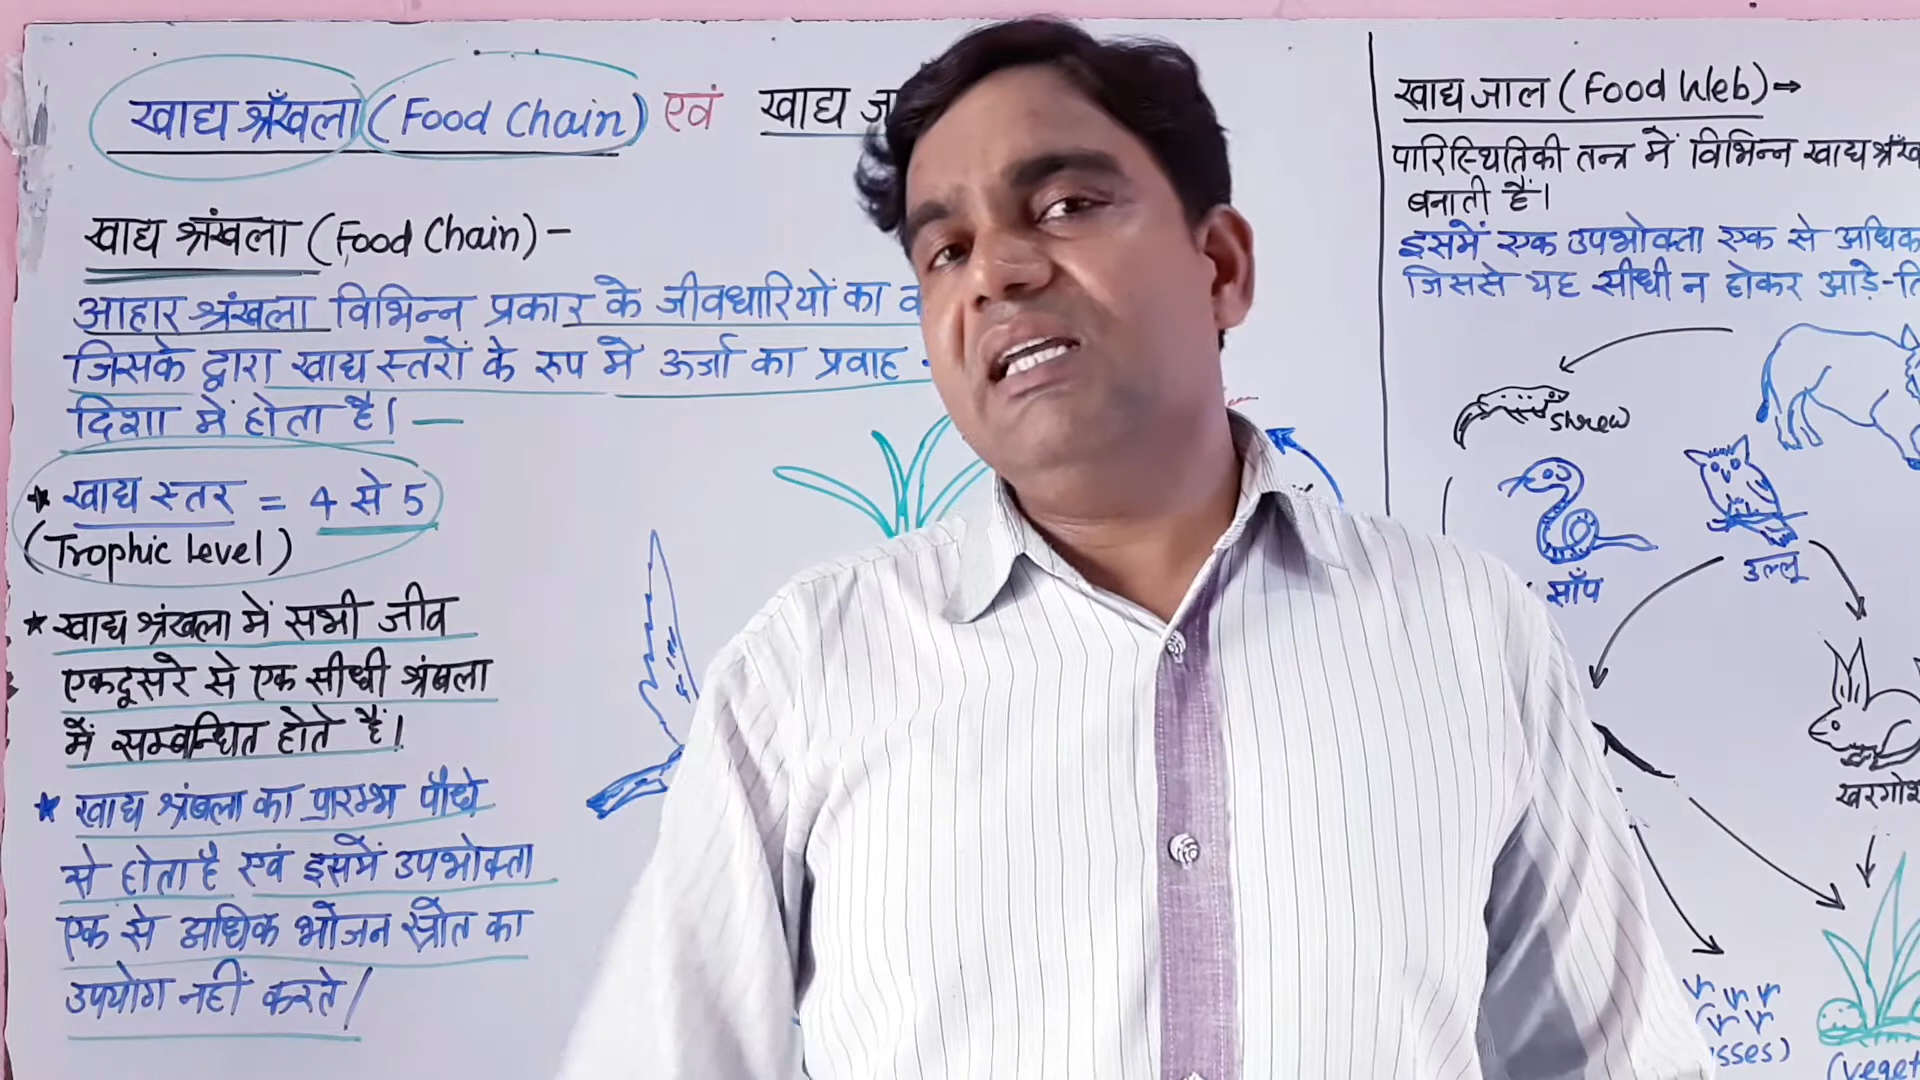 खाद्य श्रँखला (Food Chain) एवं खाद्य
खाद्य श्रंखला (Food Chain) -
आहार श्रंखला विभिन्न प्रकार के जीवधारियों का
जिसके द्वारा खाद्य स्तरों के रूप में ऊर्जा का प्रवाह
दिशा में होता है। -
* खाद्य स्तर = 4 से 5
(Trophic Level)
* खाद्य श्रंखला में सभी जीव
एकदूसरे से एक सीधी श्रंखला
में सम्बन्धित होते हैं।
* खाद्य श्रंखला का प्रारम्भ पौधे
से होता है एवं इसमें उपभोक्ता
एक से अधिक भोजन स्रोत का
उपयोग नहीं करते।
खाद्य जाल (Food Web)→
पारिस्थितिकी तन्त्र में विभिन्न खाद्य
बनाती हैं।
इसमें एक उपभोक्ता एक से अधिक
जिससे यह सीधी न होकर आड़े-
shrew
साँप
उल्लू